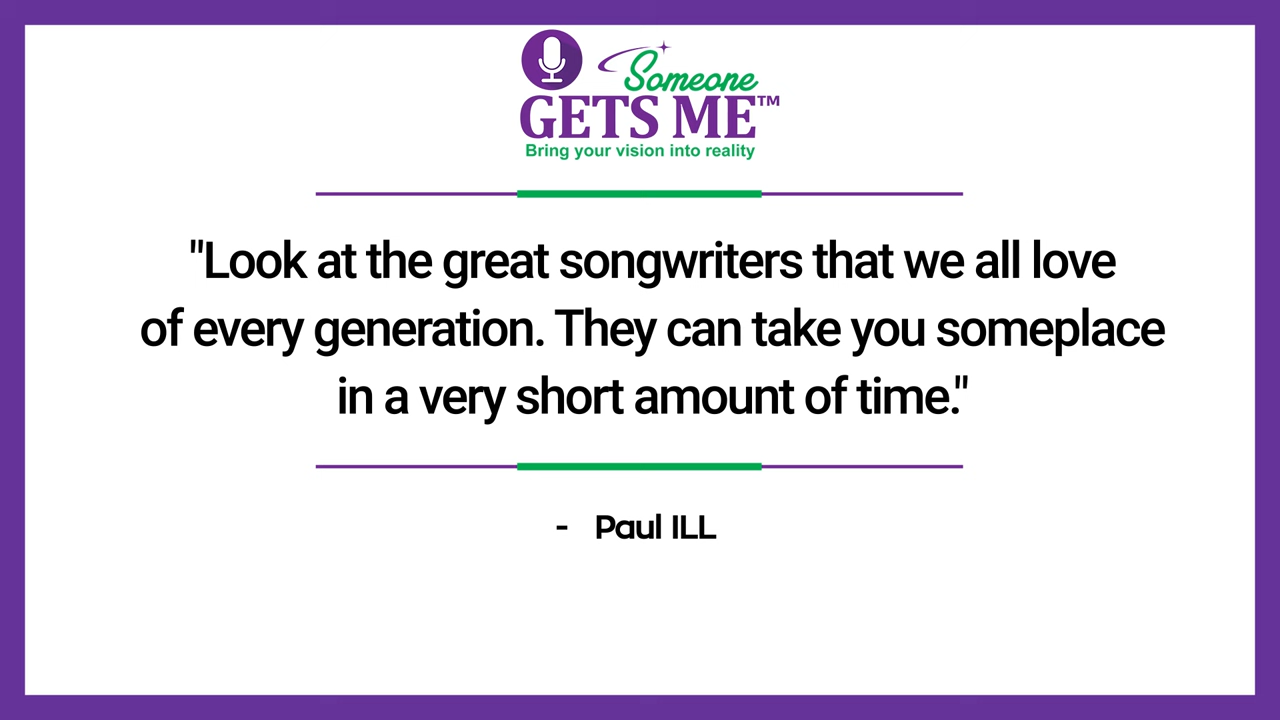 Someone
GETS ME™
Bring your vision into reality
"Look at the great songwriters that we all love
of every generation. They can take you someplace
in a very short amount of time."
- Paul ILL